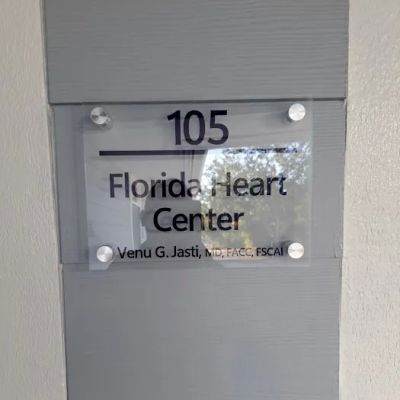 105
Florida Heart
Center
Venu G. Jasti, MD, FACC, FSCAI